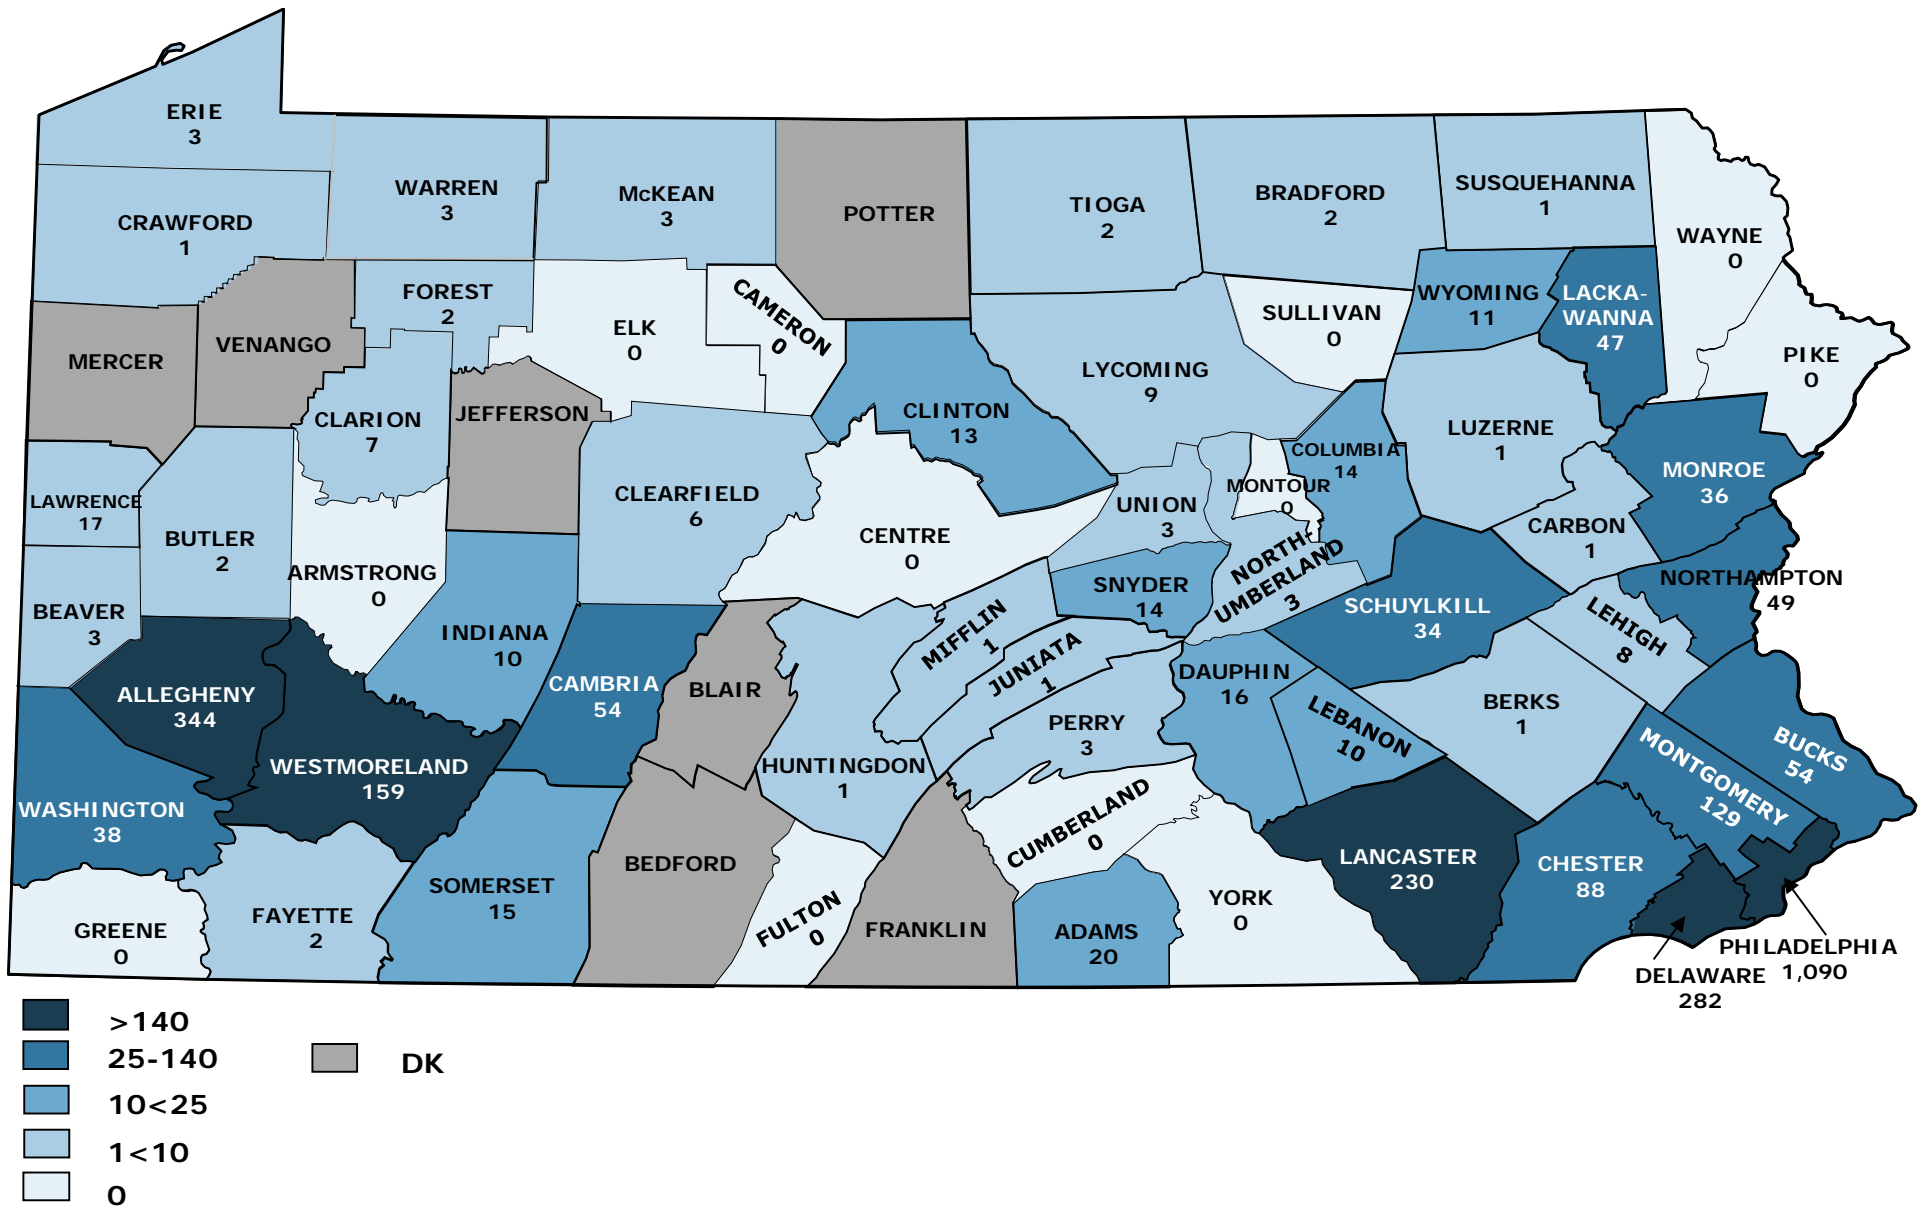 ERIE
3
CRAWFORD
1
WARREN
3
McKEAN
3
POTTER
TIOGA
2
BRADFORD
2
SUSQUEHANNA
1
WAYNE
0
MERCER
VENANGO
FOREST
2
ELK
0
CAMERON
0
SULLIVAN
0
WYOMING
11
LACKA-
WANNA
47
PIKE
0
CLARION
7
JEFFERSON
CLINTON
13
LYCOMING
9
COLUMBIA
14
LUZERNE
1
MONROE
36
LAWRENCE
17
BUTLER
2
ARMSTRONG
0
CLEARFIELD
6
CENTRE
0
UNION
3
MONTOUR
0
NORTH-
UMBERLAND
3
CARBON
1
NORTHAMPTON
49
BEAVER
3
INDIANA
10
SNYDER
14
SCHUYLKILL
34
LEHIGH
8
ALLEGHENY
344
CAMBRIA
54
BLAIR
MIFFLIN
1
JUNIATA
1
PERRY
3
DAUPHIN
16
LEBANON
10
BERKS
1
BUCKS
54
MONTGOMERY
129
WASHINGTON
38
WESTMORELAND
159
HUNTINGDON
1
CUMBERLAND
0
LANCASTER
230
CHESTER
88
GREENE
0
FAYETTE
2
SOMERSET
15
BEDFORD
FULTON
0
FRANKLIN
ADAMS
20
YORK
0
PHILADELPHIA
1,090
DELAWARE
282
>140
25-140
DK
10<25
1<10
0